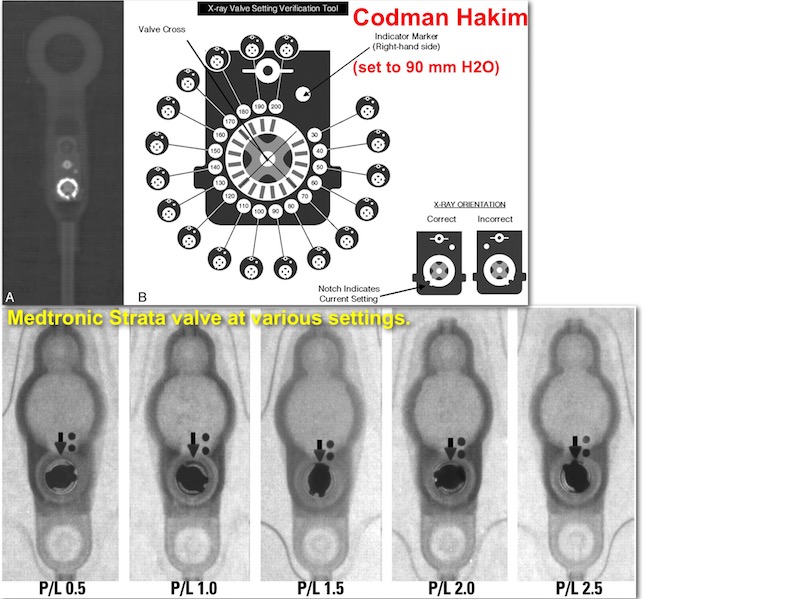 X-ray Valve Setting Verification Tool
Codman Hakim
Valve Cross
Indicator Marker
(Right-hand side)
(set to 90 mm H2O)
190 200
180
170
160
150
140
130
120
110 100 90 80
70
60
50
40
30
X-RAY ORIENTATION
Correct Incorrect
Notch Indicates
Current Setting
A B
Medtronic Strata valve at various settings.
P/L 0.5 P/L 1.0 P/L 1.5 P/L 2.0 P/L 2.5